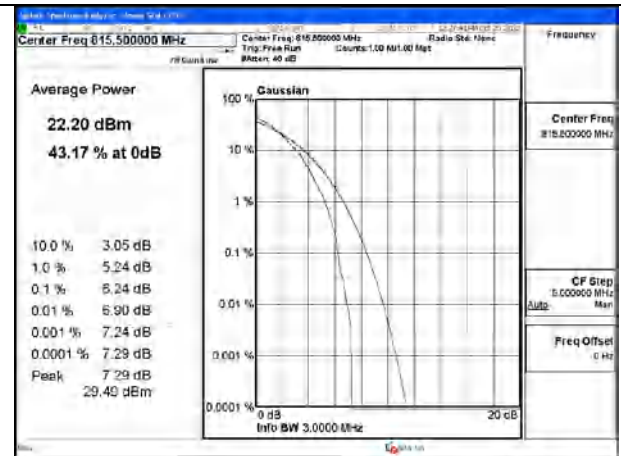 Center Freq 815.500000 MHz
Center Freq: 815.500000 MHz
Radio Std: None
Trig: Free Run
Counts:1.00 M/1.00 Mpt
#Atten: 40 dB
Frequency
Average Power
22.20 dBm
43.17 % at 0dB
10.0 % 3.05 dB
1.0 % 5.24 dB
0.1 % 6.24 dB
0.01 % 6.90 dB
0.001 % 7.24 dB
0.0001 % 7.29 dB
Peak 7.29 dB
29.49 dBm
Gaussian
100 %
10 %
1 %
0.1 %
0.01 %
0.001 %
0.0001 %
0 dB
20 dB
Info BW 3.0000 MHz
Center Freq
815.500000 MHz
CF Step
5.000000 MHz
Auto Man
Freq Offset
0 Hz